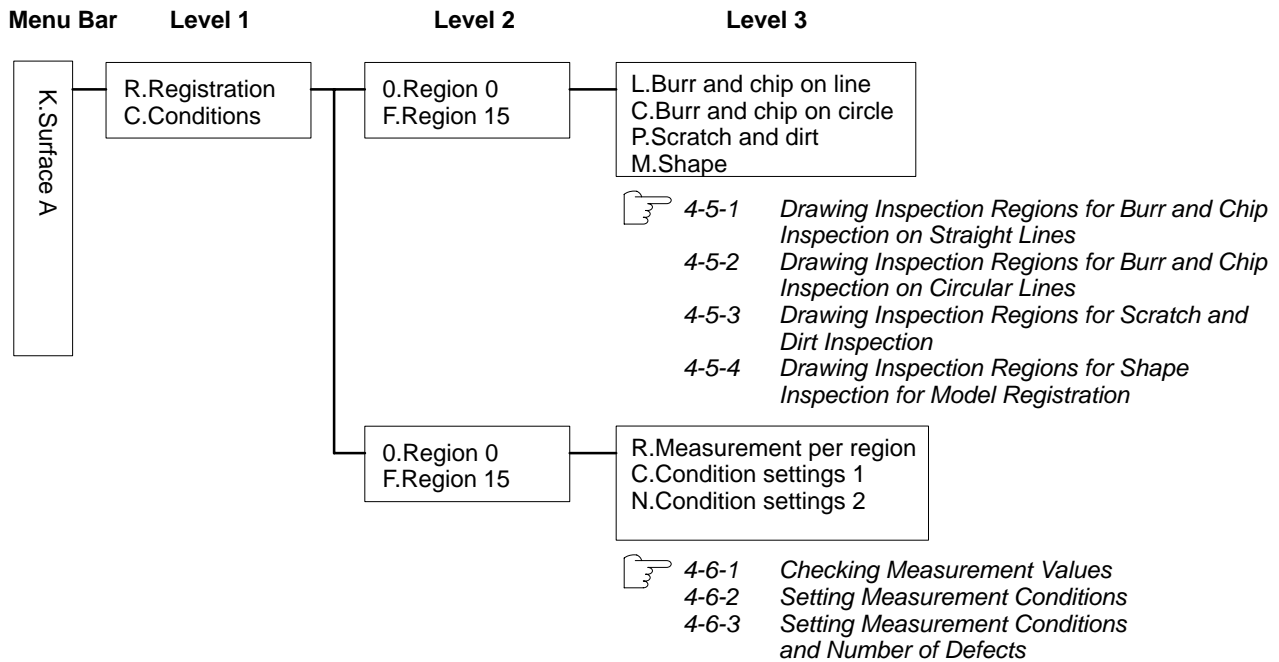 Menu Bar Level 1 Level 2 Level 3
K.Surface A
R.Registration
C.Conditions
0.Region 0
F.Region 15
L.Burr and chip on line
C.Burr and chip on circle
P.Scratch and dirt
M.Shape
4-5-1 Drawing Inspection Regions for Burr and Chip
Inspection on Straight Lines
4-5-2 Drawing Inspection Regions for Burr and Chip
Inspection on Circular Lines
4-5-3 Drawing Inspection Regions for Scratch and
Dirt Inspection
4-5-4 Drawing Inspection Regions for Shape
Inspection for Model Registration
0.Region 0
F.Region 15
R.Measurement per region
C.Condition settings 1
N.Condition settings 2
4-6-1 Checking Measurement Values
4-6-2 Setting Measurement Conditions
4-6-3 Setting Measurement Conditions
and Number of Defects